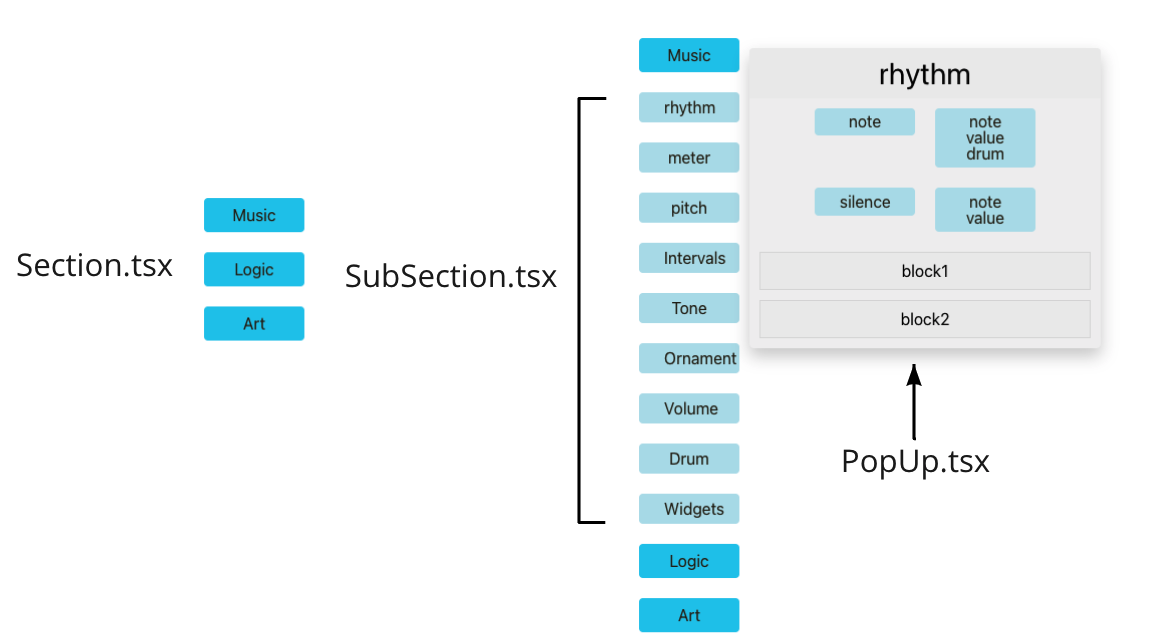 Section.tsx
Music
Logic
Art
SubSection.tsx
Music
rhythm
meter
pitch
Intervals
Tone
Ornament
Volume
Drum
Widgets
Logic
Art
rhythm
note
note
value
drum
silence
note
value
block1
block2
PopUp.tsx